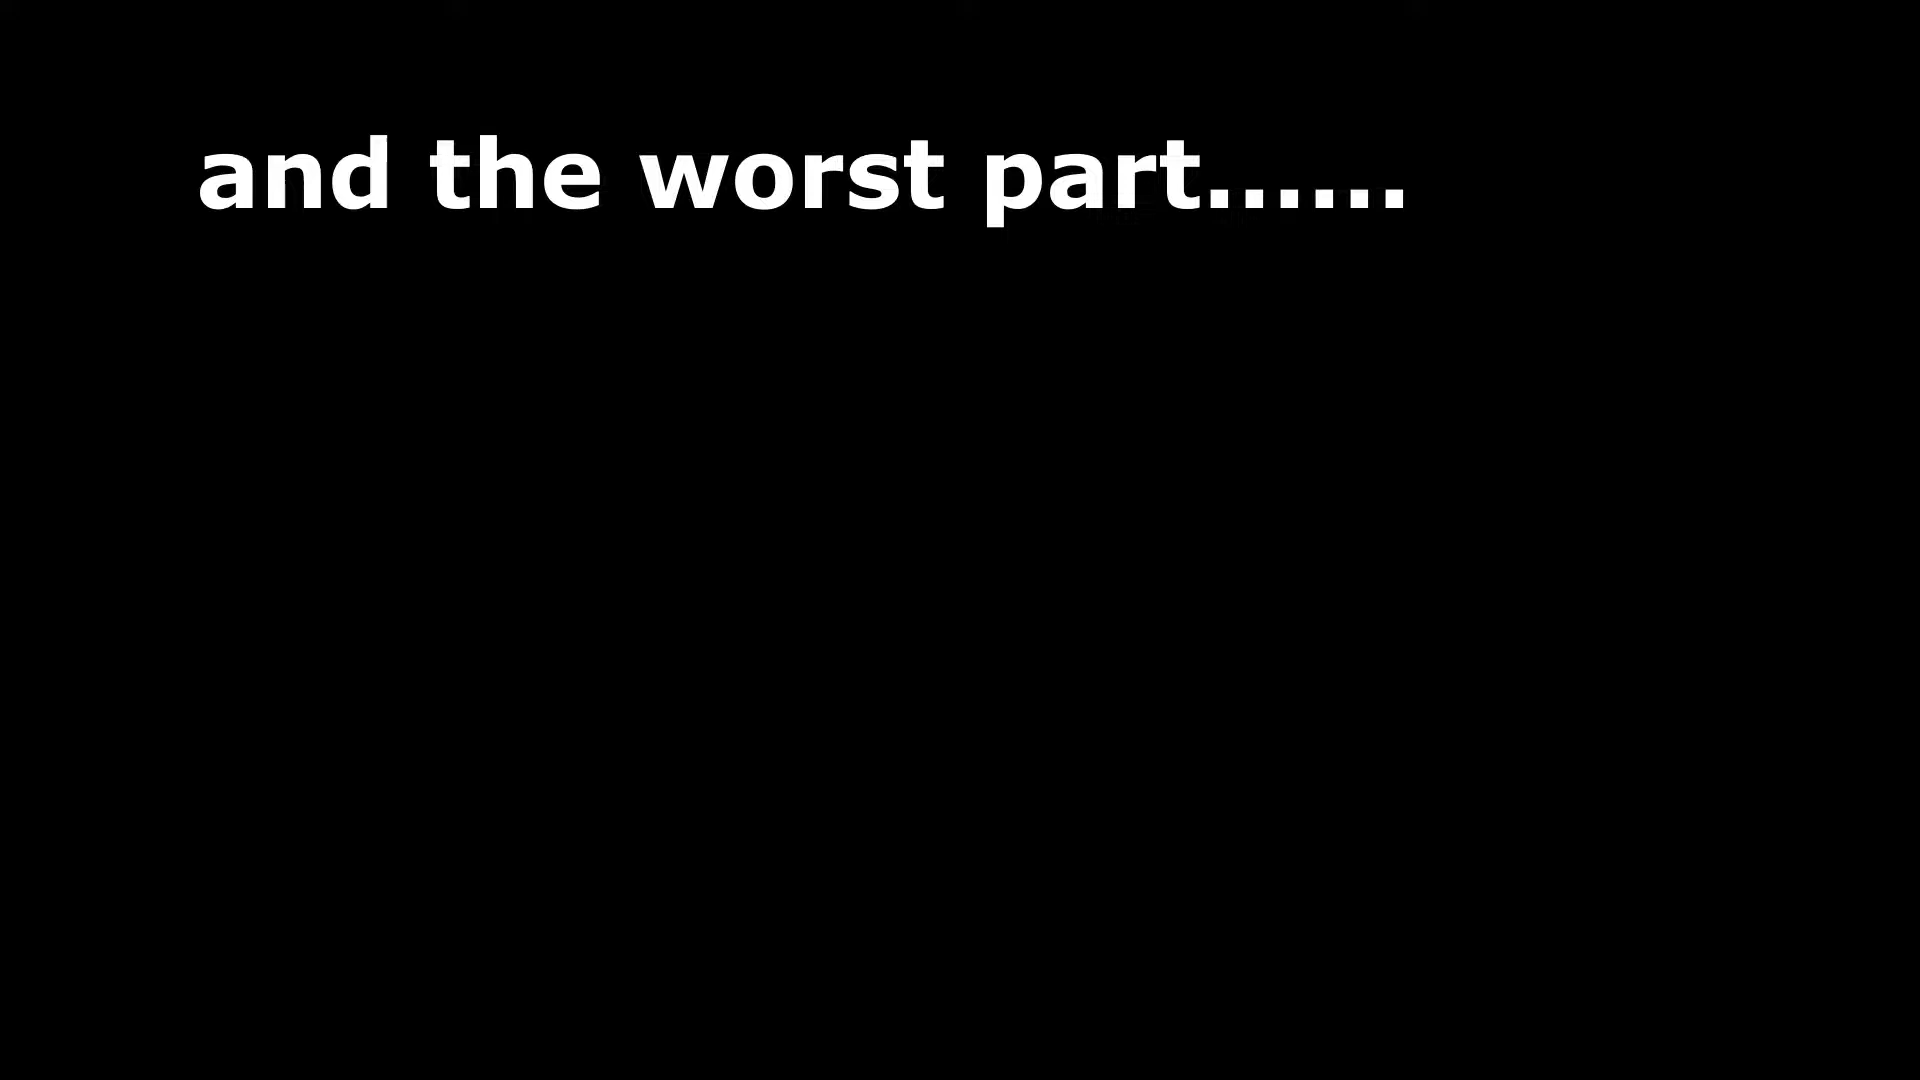 and the worst part......